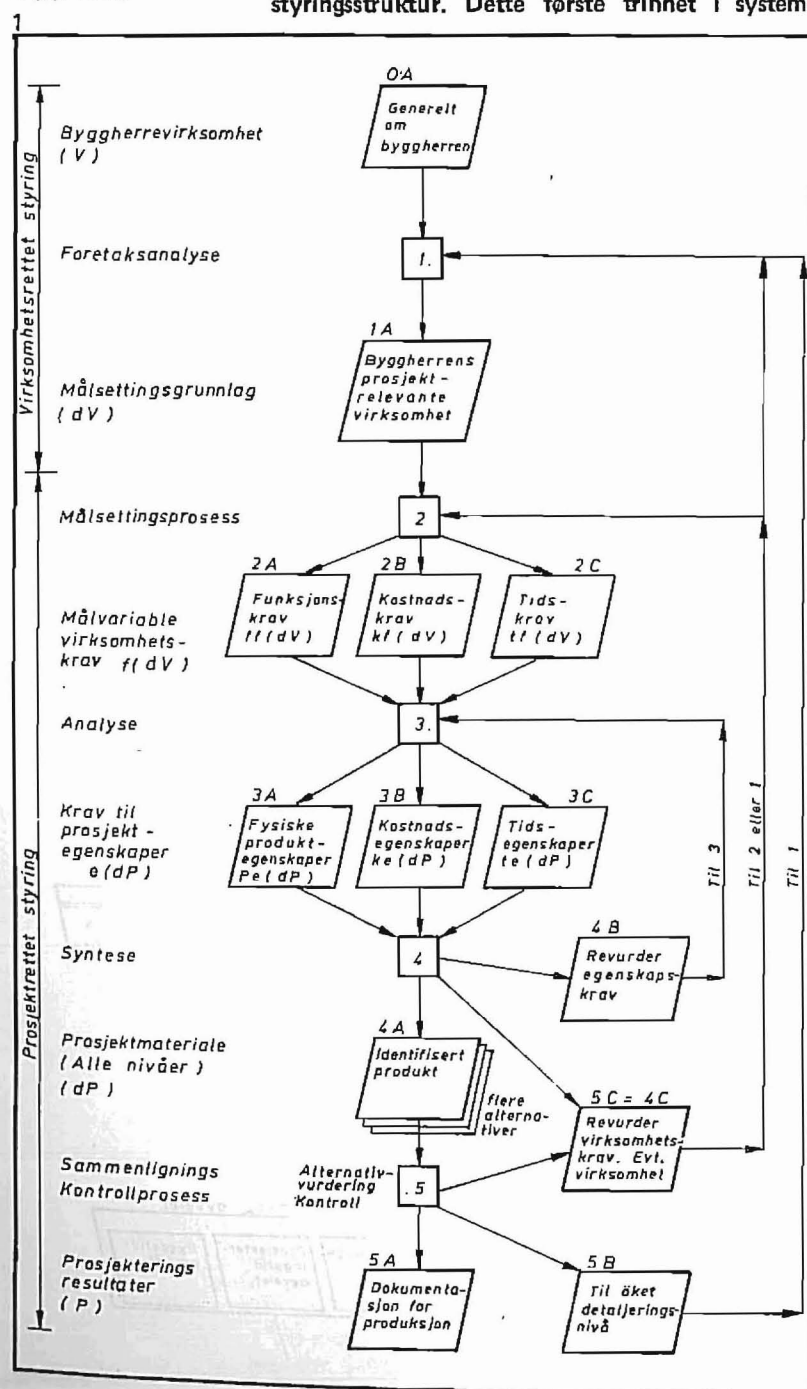 styringsstruktur. Dette første trinnet i system
1
0A
Generelt
om
byggherren
Byggherrevirksomhet
(V)
Virksomhetsrettet styring
Foretaksanalyse
1.
1A
Byggherrens
prosjekt-
relevante
virksomhet
Målsettingsgrunnlag
(dV)
Målsettingsprosess
2
2A
Funksjons-
krav
ff(dV)
2B
Kostnads-
krav
kf(dV)
2C
Tids-
krav
tf(dV)
Målvariable
virksomhets-
krav f(dV)
Analyse
3.
3A
Fysiske
produkt-
egenskaper
Pe(dP)
3B
Kostnads-
egenskaper
ke(dP)
3C
Tids-
egenskaper
te(dP)
Krav til
prosjekt-
egenskaper
e(dP)
Prosjektrettet styring
Til 3
Til 2 eller 1
Til 1
Syntese
4
4B
Revurder
egenskaps-
krav
Prosjektmateriale
(Alle nivåer)
(dP)
4A
Identifisert
produkt
flere
alterna-
tiver
5C = 4C
Revurder
virksomhets-
krav. Evt.
virksomhet
Sammenlignings
Kontrollprosess
Alternativ-
vurdering
Kontroll
.5
Prosjekterings
resultater
(P)
5A
Dokumenta-
sjon for
produksjon
5B
Til öket
detaljerings-
nivå